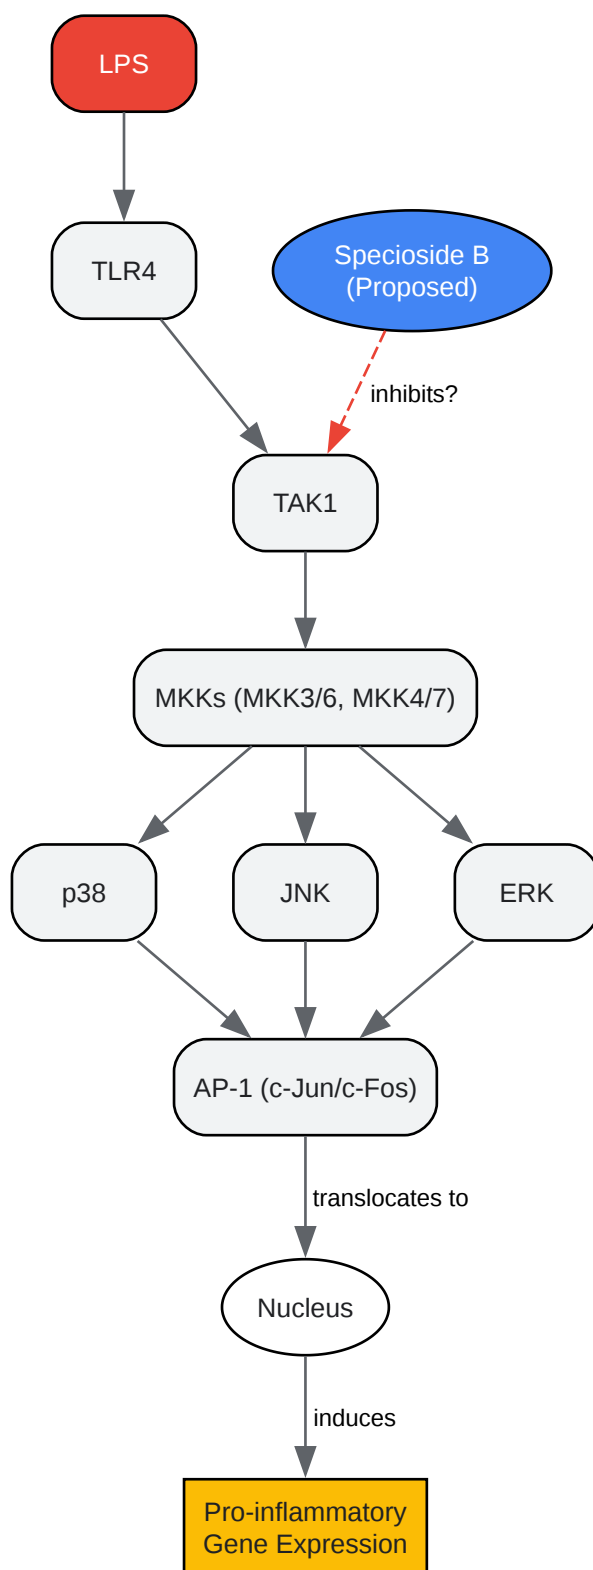 LPS
TLR4
Specioside B
(Proposed)
inhibits?
TAK1
MKKs (MKK3/6, MKK4/7)
p38
JNK
ERK
AP-1 (c-Jun/c-Fos)
translocates to
Nucleus
induces
Pro-inflammatory
Gene Expression